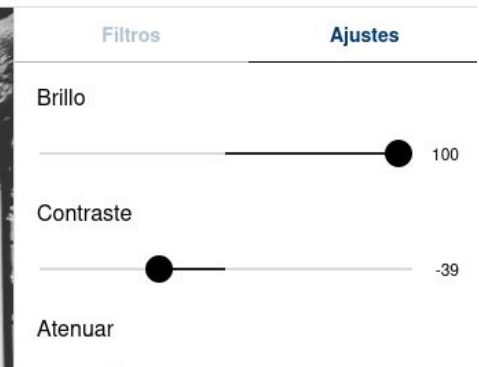 Filtros Ajustes
Brillo
100
Contraste
-39
Atenuar